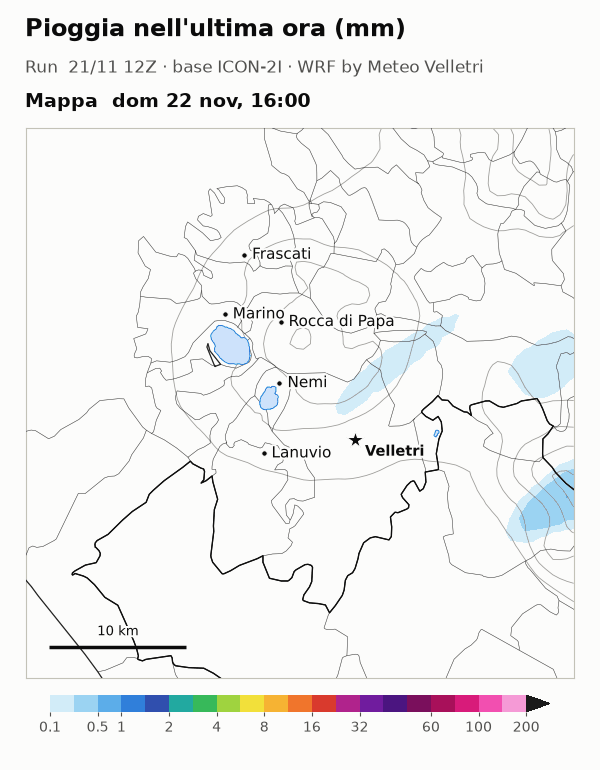 Pioggia nell'ultima ora (mm)
Run  21/11 12Z · base ICON-2I · WRF by Meteo Velletri
Mappa  dom 22 nov, 16:00
Frascati
Marino
Rocca di Papa
Nemi
Velletri
Lanuvio
10 km
0.1 0.5 1 2 4 8 16 32 60 100 200